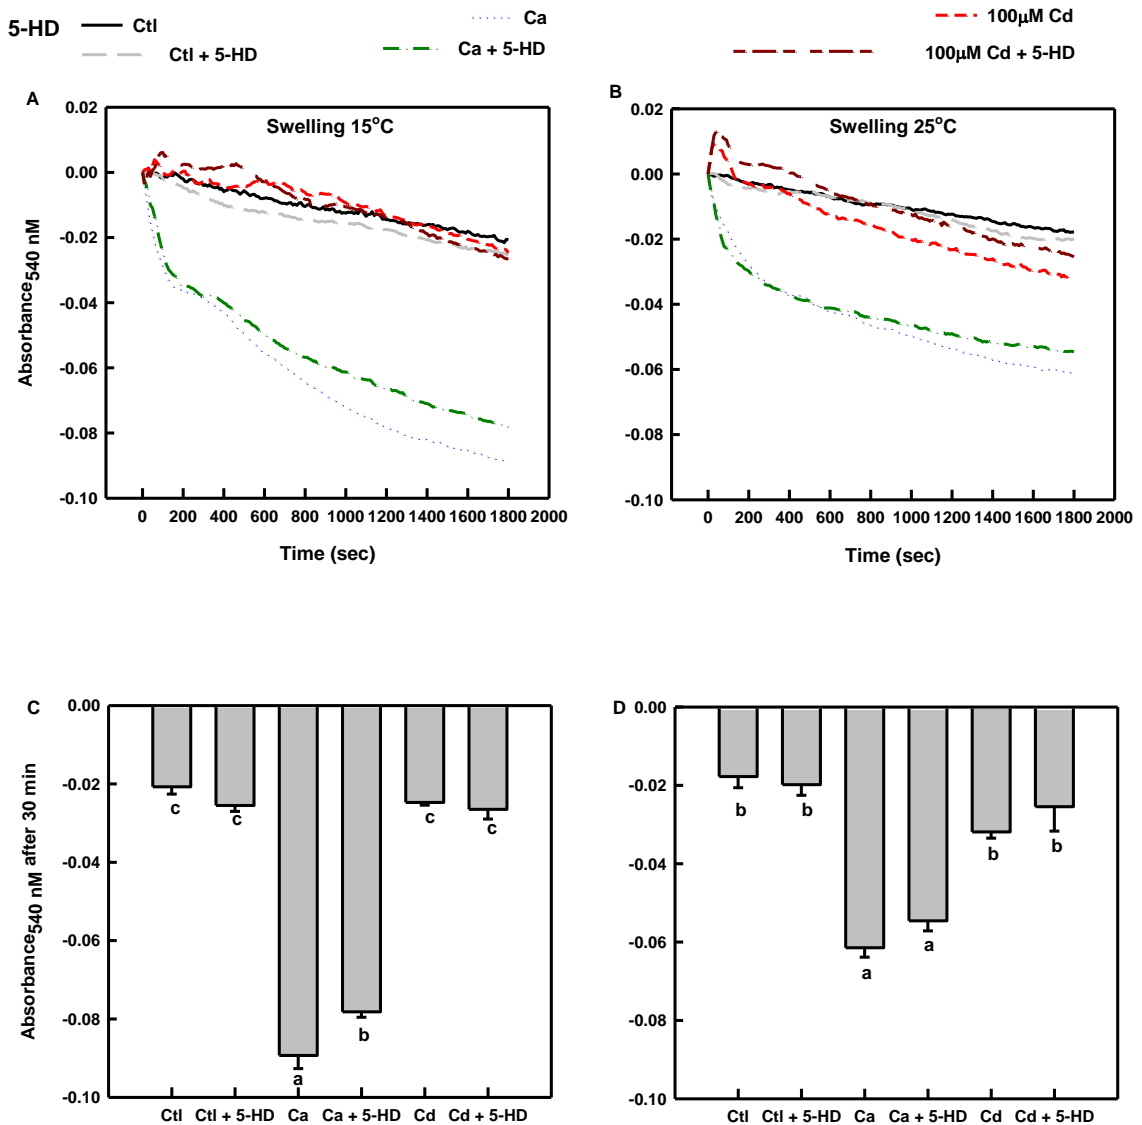 5-HD
Ctl
Ctl + 5-HD
Ca
Ca + 5-HD
100μM Cd
100μM Cd + 5-HD
A
Swelling 15°C
0.02
0.00
-0.02
-0.04
-0.06
-0.08
-0.10
Absorbance540 nM
0 200 400 600 800 1000 1200 1400 1600 1800 2000
Time (sec)
B
Swelling 25°C
0.02
0.00
-0.02
-0.04
-0.06
-0.08
-0.10
0 200 400 600 800 1000 1200 1400 1600 1800 2000
Time (sec)
C
0.00
-0.02
-0.04
-0.06
-0.08
-0.10
Absorbance540 nM after 30 min
c c a b c c
Ctl Ctl + 5-HD Ca Ca + 5-HD Cd Cd + 5-HD
D
0.00
-0.02
-0.04
-0.06
-0.08
-0.10
b b a a b b
Ctl Ctl + 5-HD Ca Ca + 5-HD Cd Cd + 5-HD